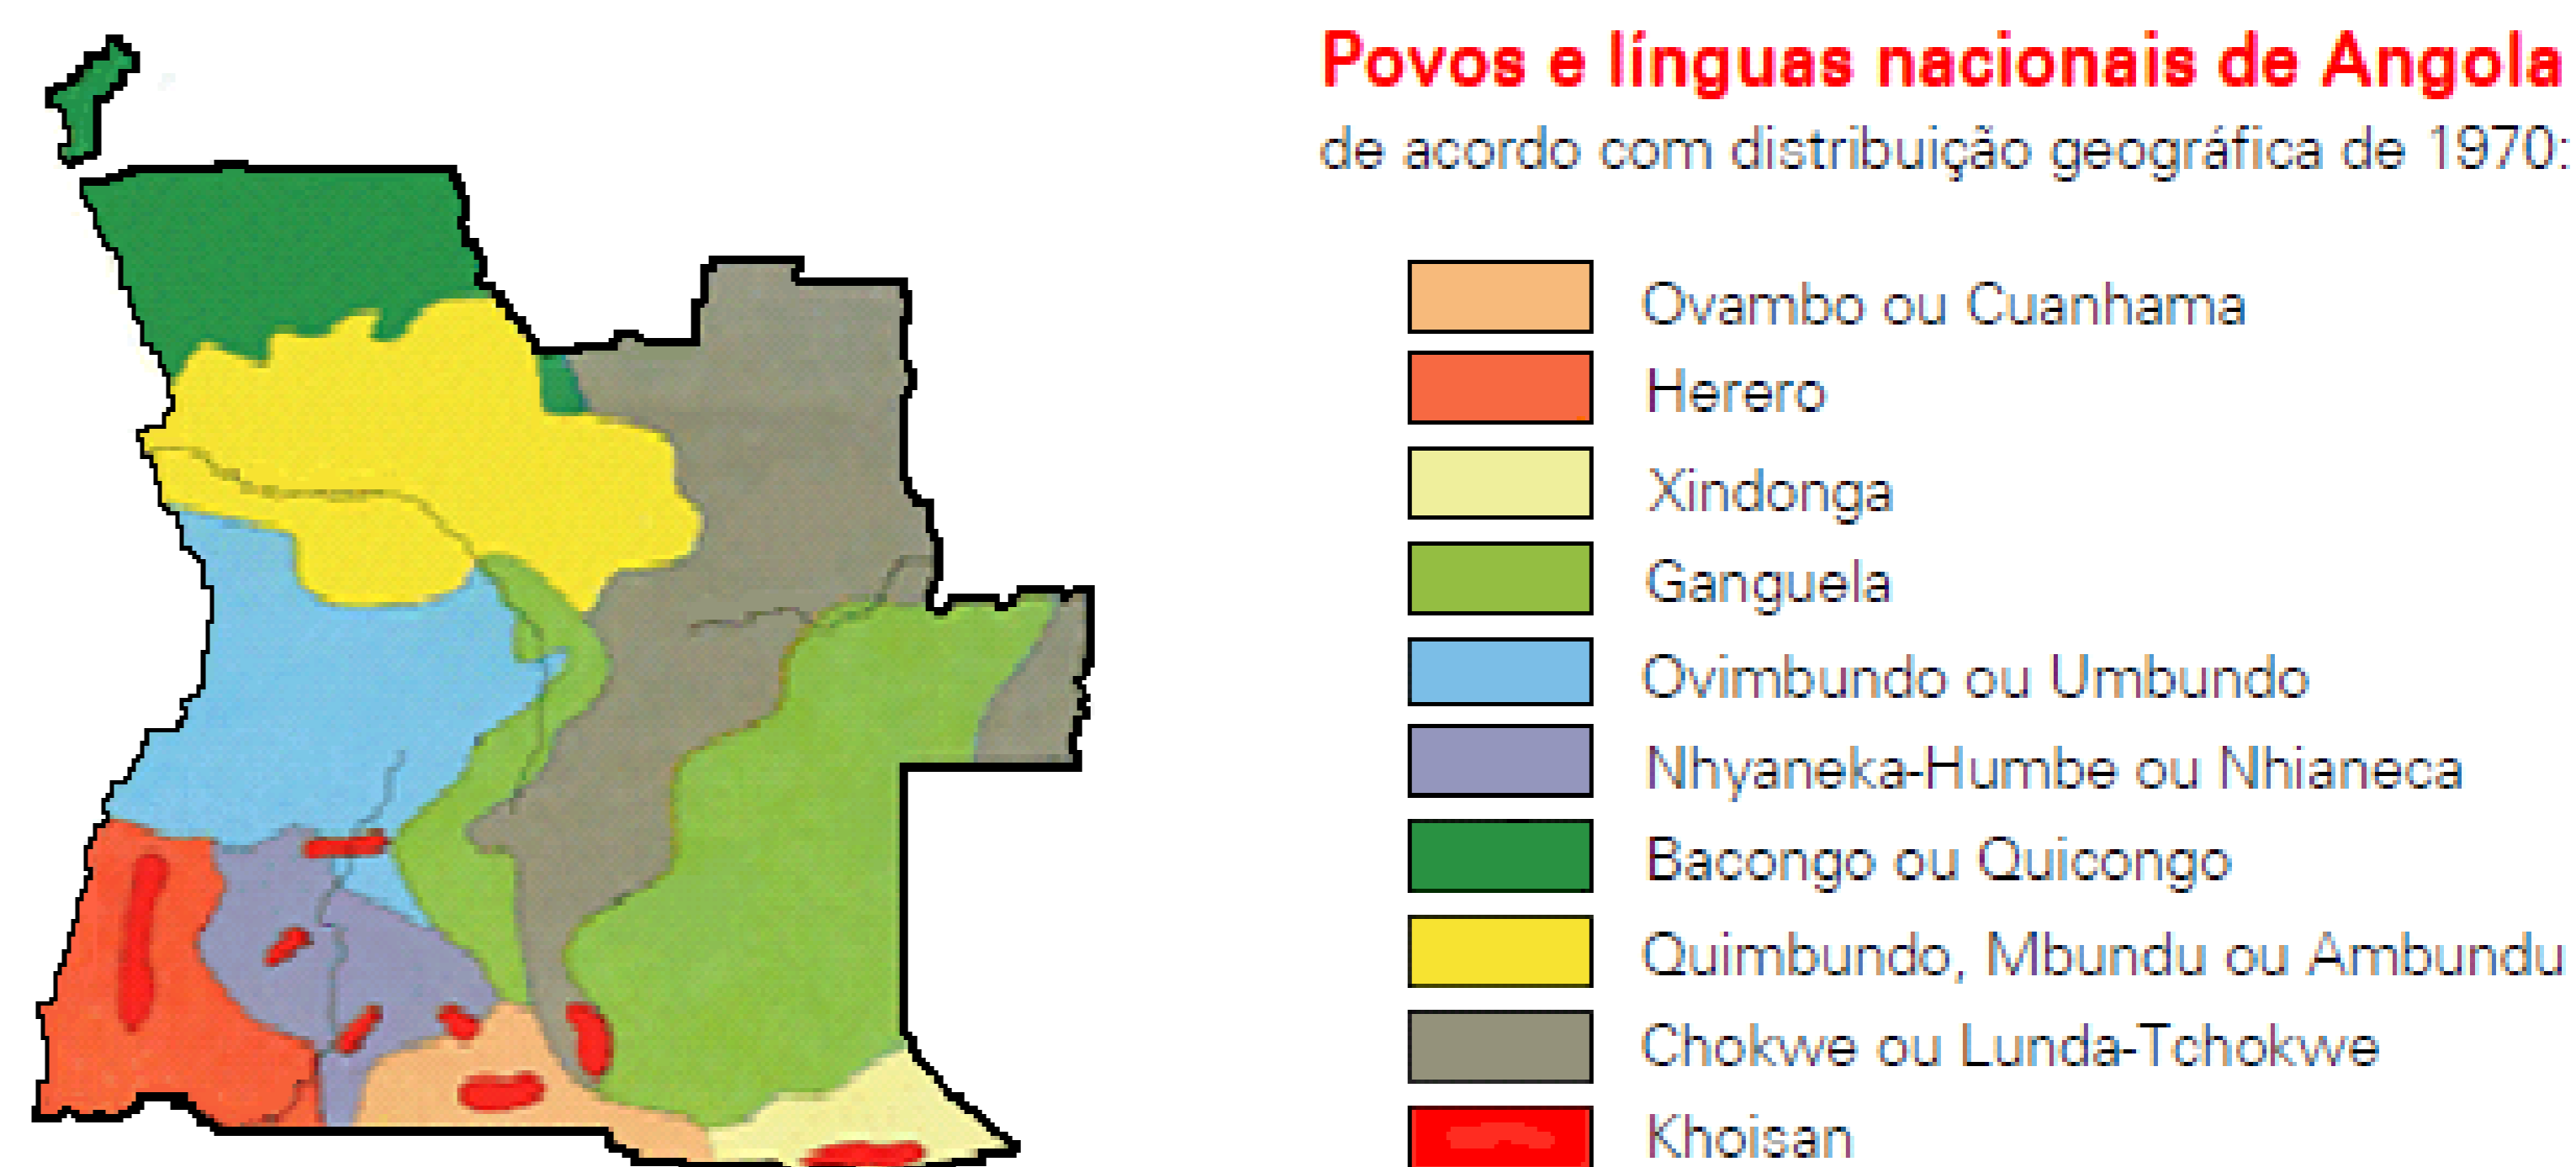 Povos e línguas nacionais de Angola
de acordo com distribuição geográfica de 1970:
Ovambo ou Cuanhama
Herero
Xindonga
Ganguela
Ovimbundo ou Umbundo
Nhyaneka-Humbe ou Nhianeca
Bacongo ou Quicongo
Quimbundo, Mbundu ou Ambundu
Chokwe ou Lunda-Tchokwe
Khoisan